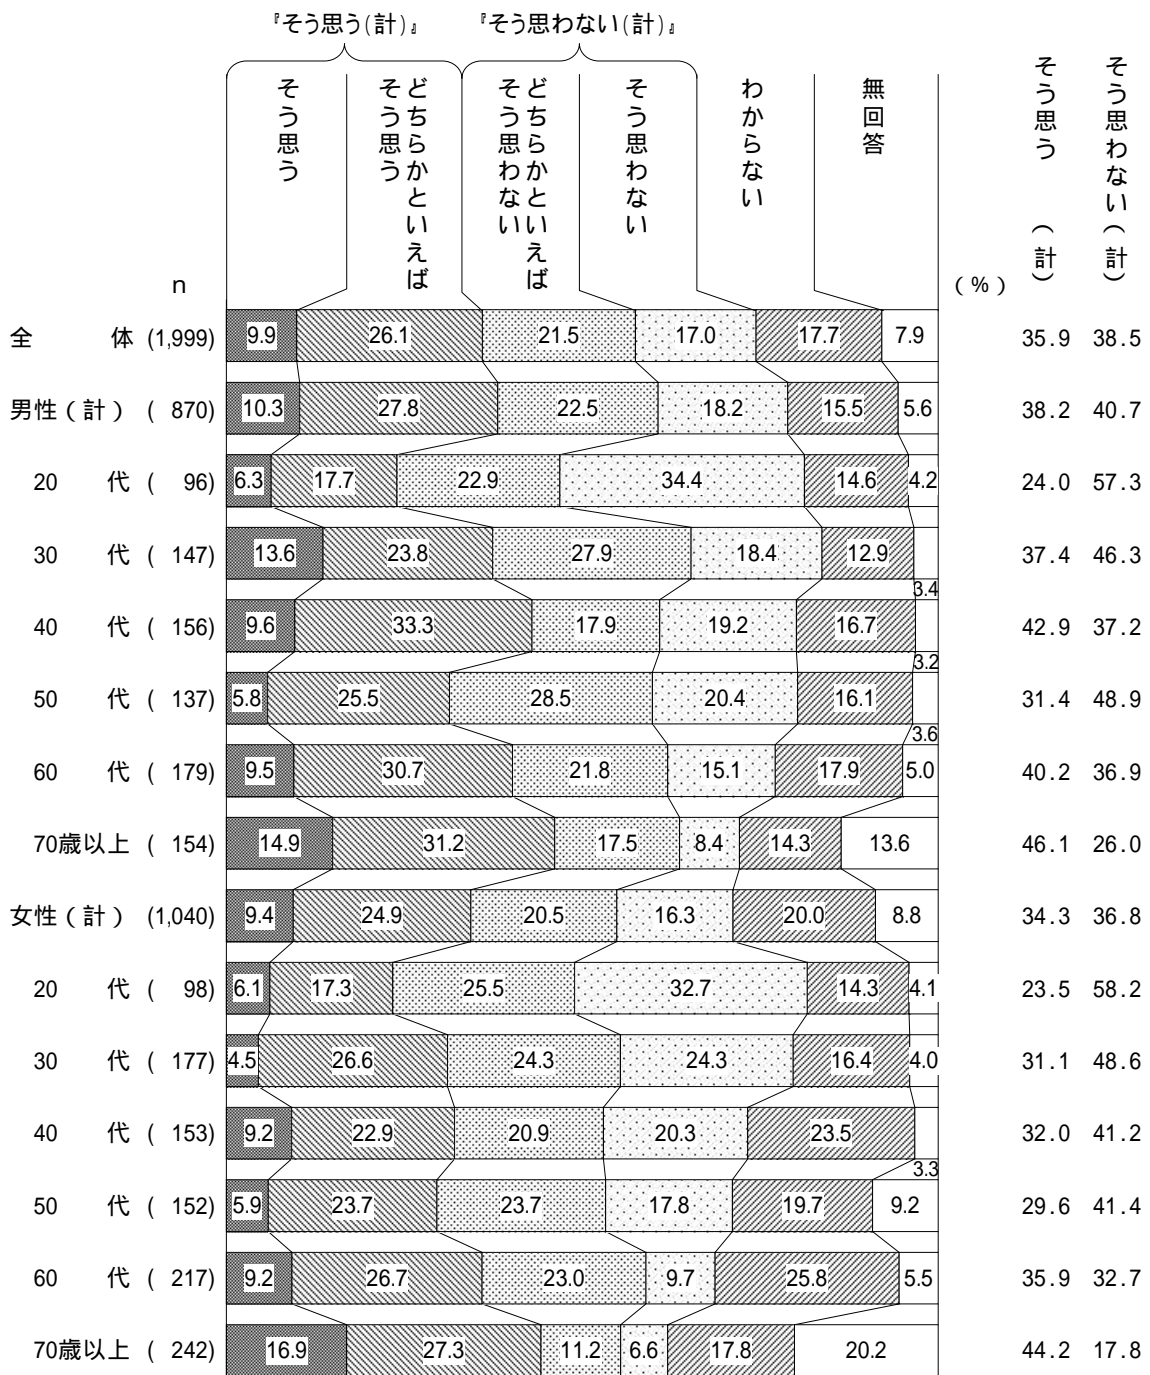 『そう思う(計)』 『そう思わない(計)』
そう思う
どちらかといえば
そう思う
どちらかといえば
そう思わない
そう思わない
わからない
無回答
そう思う（計）
そう思わない（計）
n (%)
全 体 (1,999) 9.9 26.1 21.5 17.0 17.7 7.9 35.9 38.5
男性(計) ( 870) 10.3 27.8 22.5 18.2 15.5 5.6 38.2 40.7
20 代 ( 96) 6.3 17.7 22.9 34.4 14.6 4.2 24.0 57.3
30 代 ( 147) 13.6 23.8 27.9 18.4 12.9 37.4 46.3
3.4
40 代 ( 156) 9.6 33.3 17.9 19.2 16.7 42.9 37.2
3.2
50 代 ( 137) 5.8 25.5 28.5 20.4 16.1 31.4 48.9
3.6
60 代 ( 179) 9.5 30.7 21.8 15.1 17.9 5.0 40.2 36.9
70歳以上 ( 154) 14.9 31.2 17.5 8.4 14.3 13.6 46.1 26.0
女性(計) (1,040) 9.4 24.9 20.5 16.3 20.0 8.8 34.3 36.8
20 代 ( 98) 6.1 17.3 25.5 32.7 14.3 4.1 23.5 58.2
30 代 ( 177) 4.5 26.6 24.3 24.3 16.4 4.0 31.1 48.6
40 代 ( 153) 9.2 22.9 20.9 20.3 23.5 32.0 41.2
3.3
50 代 ( 152) 5.9 23.7 23.7 17.8 19.7 9.2 29.6 41.4
60 代 ( 217) 9.2 26.7 23.0 9.7 25.8 5.5 35.9 32.7
70歳以上 ( 242) 16.9 27.3 11.2 6.6 17.8 20.2 44.2 17.8